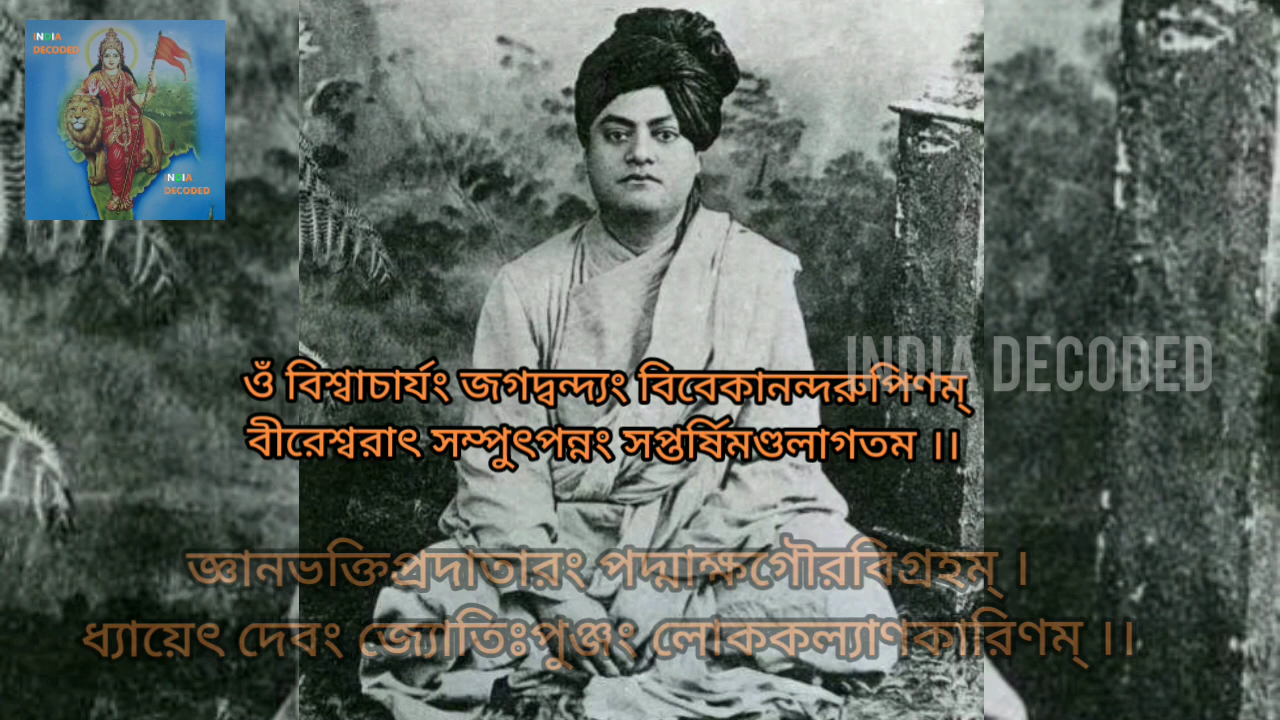 INDIA
DECODED
INDIA
DECODED
INDIA DECODED
ওঁ বিশ্বাচার্যং জগদ্বন্দ্যং বিবেকানন্দরুপিণম্
বীরেশ্বরাৎ সম্পুৎপন্নং সপ্তর্ষিমণ্ডলাগতম ।।
জ্ঞানভক্তিপ্রদাতারং পদ্মাক্ষগৌরবিগ্রহম্ ।
ধ্যায়েৎ দেবং জ্যোতিঃপুঞ্জং লোককল্যাণকারিণম্ ।।